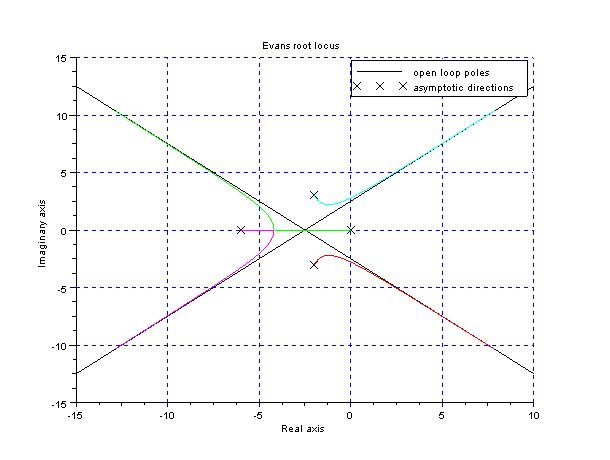 Evans root locus
open loop poles
asymptotic directions
15
10
5
0
-5
-10
-15
Imaginary axis
-15 -10 -5 0 5 10
Real axis